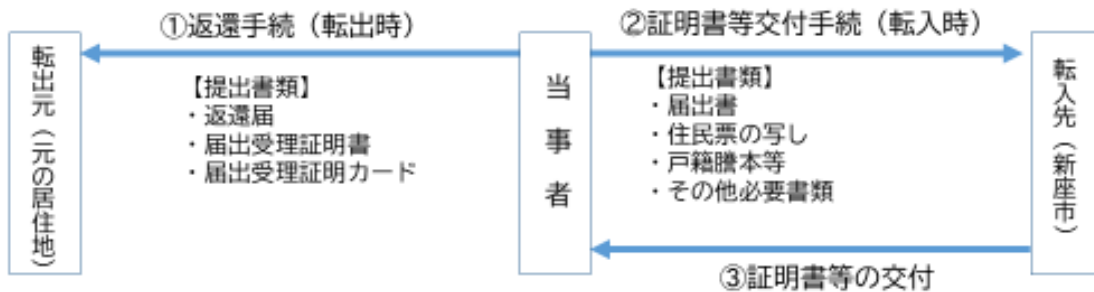 ①返還手続（転出時）
②証明書等交付手続（転入時）
転出元（元の居住地）
【提出書類】
・返還届
・届出受理証明書
・届出受理証明カード
当事者
【提出書類】
・届出書
・住民票の写し
・戸籍謄本等
・その他必要書類
転入先（新座市）
③証明書等の交付